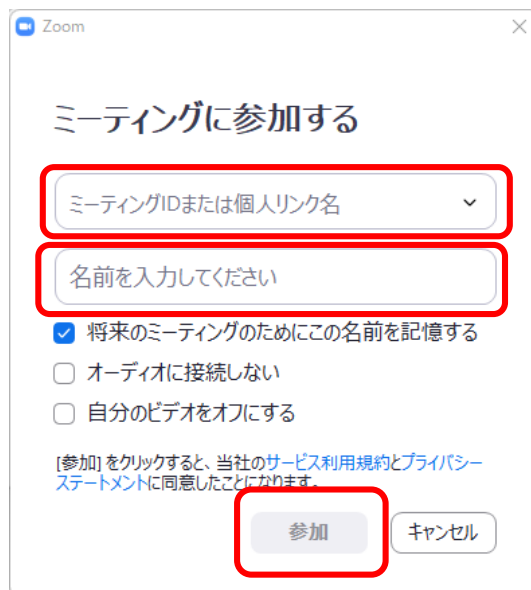 Zoom
ミーティングに参加する
ミーティングIDまたは個人リンク名
名前を入力してください
将来のミーティングのためにこの名前を記憶する
オーディオに接続しない
自分のビデオをオフにする
[参加] をクリックすると、当社のサービス利用規約とプライバシー
ステートメントに同意したことになります。
参加 キャンセル